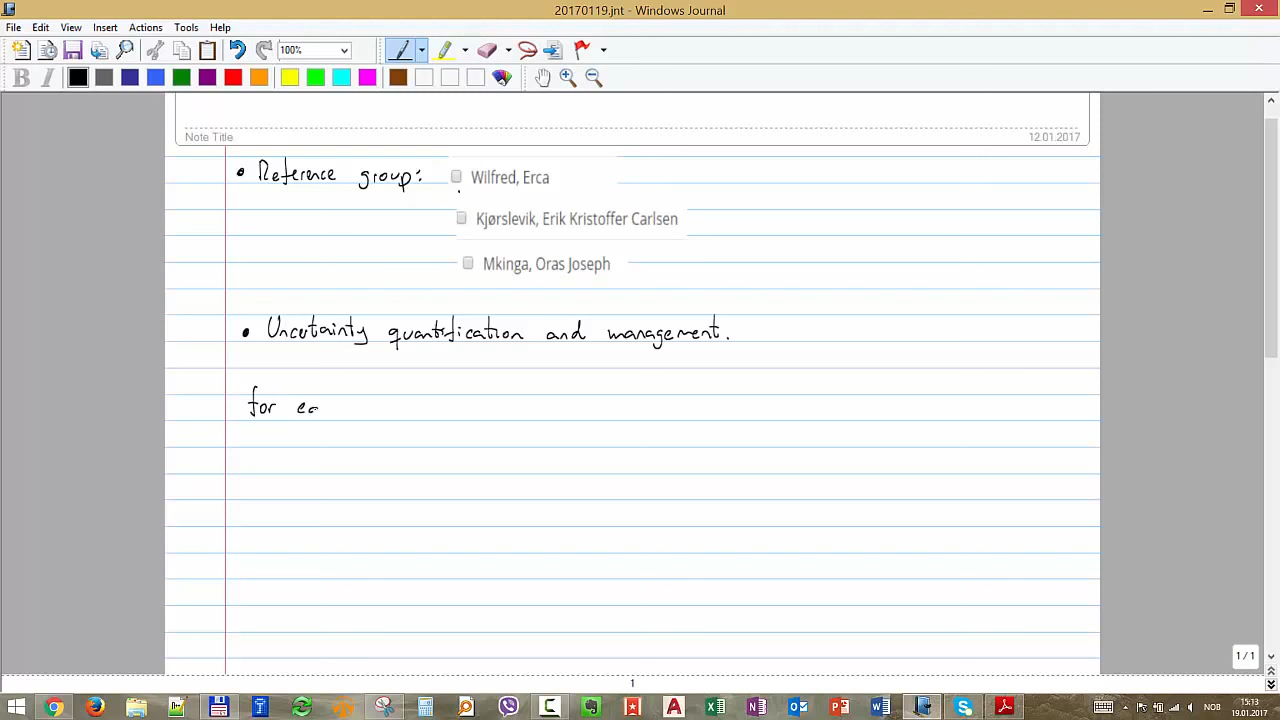 20170119.jnt - Windows Journal
File Edit View Insert Actions Tools Help
100%
B I
Note Title
12.01.2017
• Reference group:
Wilfred, Erca
Kjørslevik, Erik Kristoffer Carlsen
Mkinga, Oras Joseph
• Uncertainty quantification and management.
for
1 / 1
1
NOB
15:13
19.01.2017